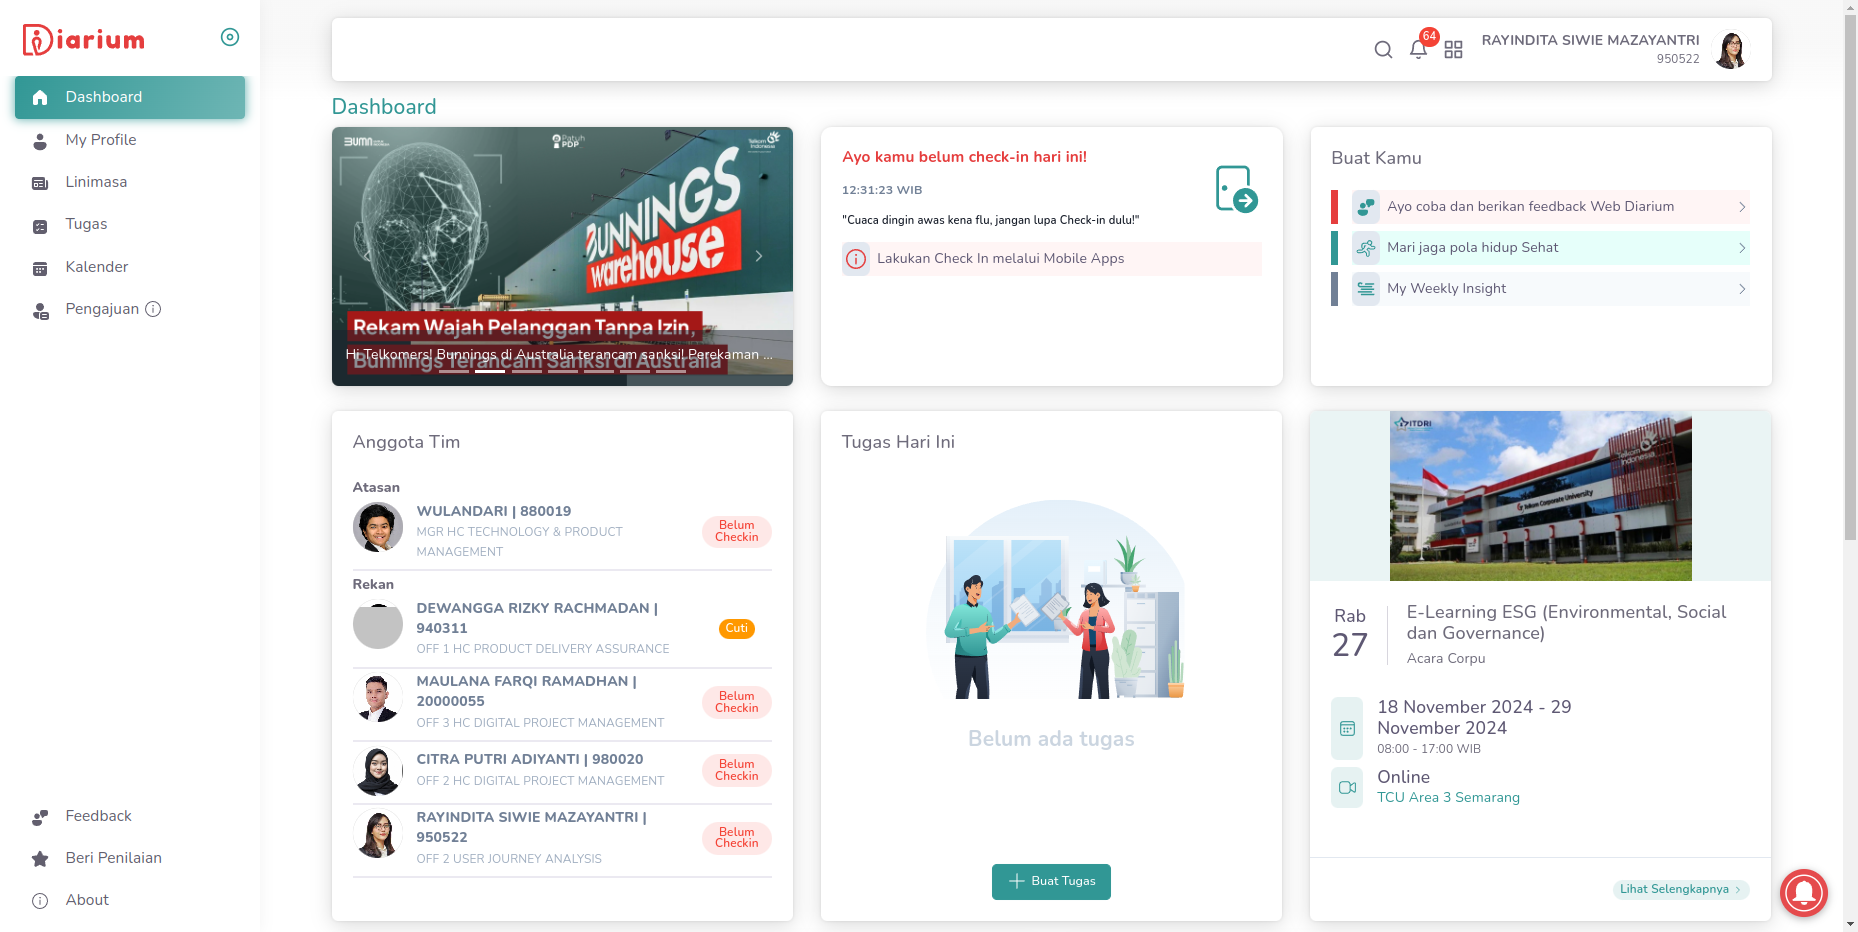 Diarium
64
RAYINDITA SIWIE MAZAYANTRI
950522
Dashboard
My Profile
Linimasa
Tugas
Kalender
Pengajuan
Feedback
Beri Penilaian
About
Dashboard
BUMN
Patuh
PDP
Telkom
Indonesia
BUNNINGS
warehouse
Rekam Wajah Pelanggan Tanpa Izin,
Bunnings Terancam Sanksi di Australia
Hi Telkomers! Bunnings di Australia terancam sanksi! Perekaman ...
Ayo kamu belum check-in hari ini!
12:31:23 WIB
"Cuaca dingin awas kena flu, jangan lupa Check-in dulu!"
Lakukan Check In melalui Mobile Apps
Buat Kamu
Ayo coba dan berikan feedback Web Diarium
Mari jaga pola hidup Sehat
My Weekly Insight
Anggota Tim
Atasan
WULANDARI | 880019
MGR HC TECHNOLOGY & PRODUCT
MANAGEMENT
Belum
Checkin
Rekan
DEWANGGA RIZKY RACHMADAN |
940311
OFF 1 HC PRODUCT DELIVERY ASSURANCE
Cuti
MAULANA FARQI RAMADHAN |
20000055
OFF 3 HC DIGITAL PROJECT MANAGEMENT
Belum
Checkin
CITRA PUTRI ADIYANTI | 980020
OFF 2 HC DIGITAL PROJECT MANAGEMENT
Belum
Checkin
RAYINDITA SIWIE MAZAYANTRI |
950522
OFF 2 USER JOURNEY ANALYSIS
Belum
Checkin
Tugas Hari Ini
Belum ada tugas
Buat Tugas
ITDRI
Telkom
Indonesia
Telkom Corporate University
Rab
27
E-Learning ESG (Environmental, Social
dan Governance)
Acara Corpu
18 November 2024 - 29
November 2024
08:00 - 17:00 WIB
Online
TCU Area 3 Semarang
Lihat Selengkapnya